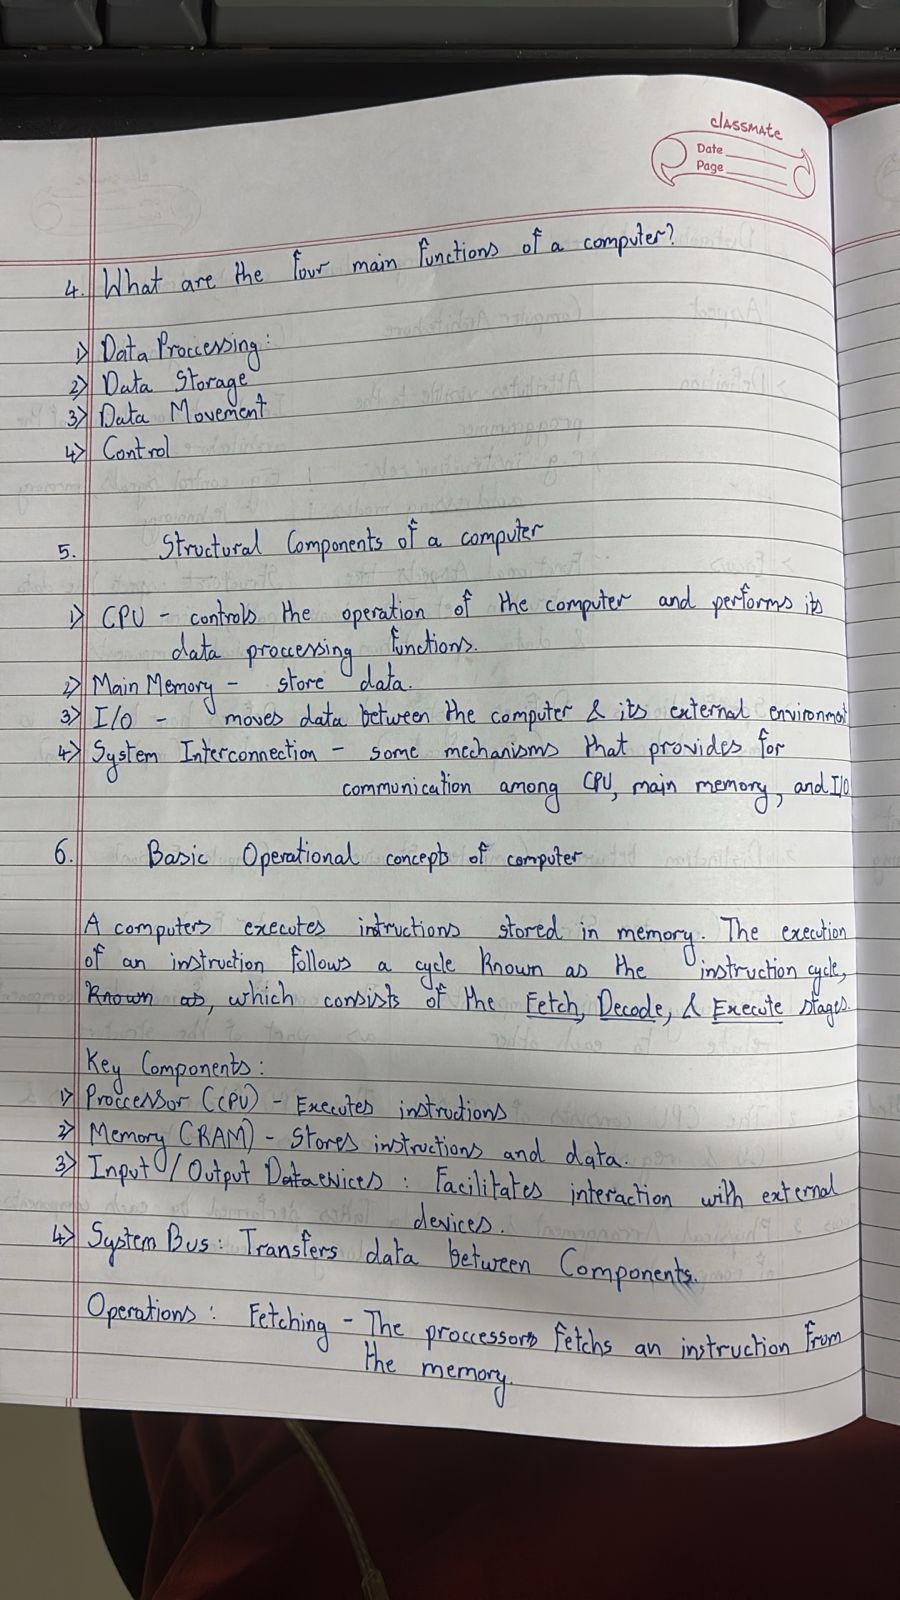 classmate
Date
Page
4. What are the four main functions of a computer?
1> Data Proccessing:
2> Data Storage
3> Data Movement
4> Control
5. Structural Components of a computer
1> CPU - controls the operation of the computer and performs its
data proccessing functions.
2> Main Memory - store data.
3> I/O - moves data between the computer & its external environment
4> System Interconnection - some mechanisms that provides for
communication among CPU, main memory, and I/O
6. Basic Operational concepts of computer
A computers executes intructions stored in memory. The execution
of an instruction follows a cycle known as the instruction cycle,
known as, which consists of the Fetch, Decode, & Execute stages.
Key Components:
1> Proccessor (CPU) - Executes instructions
2> Memory (RAM) - Stores instructions and data.
3> Input / Output : Facilitates interaction with external
devices.
4> System Bus: Transfers data between Components.
Operations: Fetching - The proccessor fetchs an instruction from
the memory.